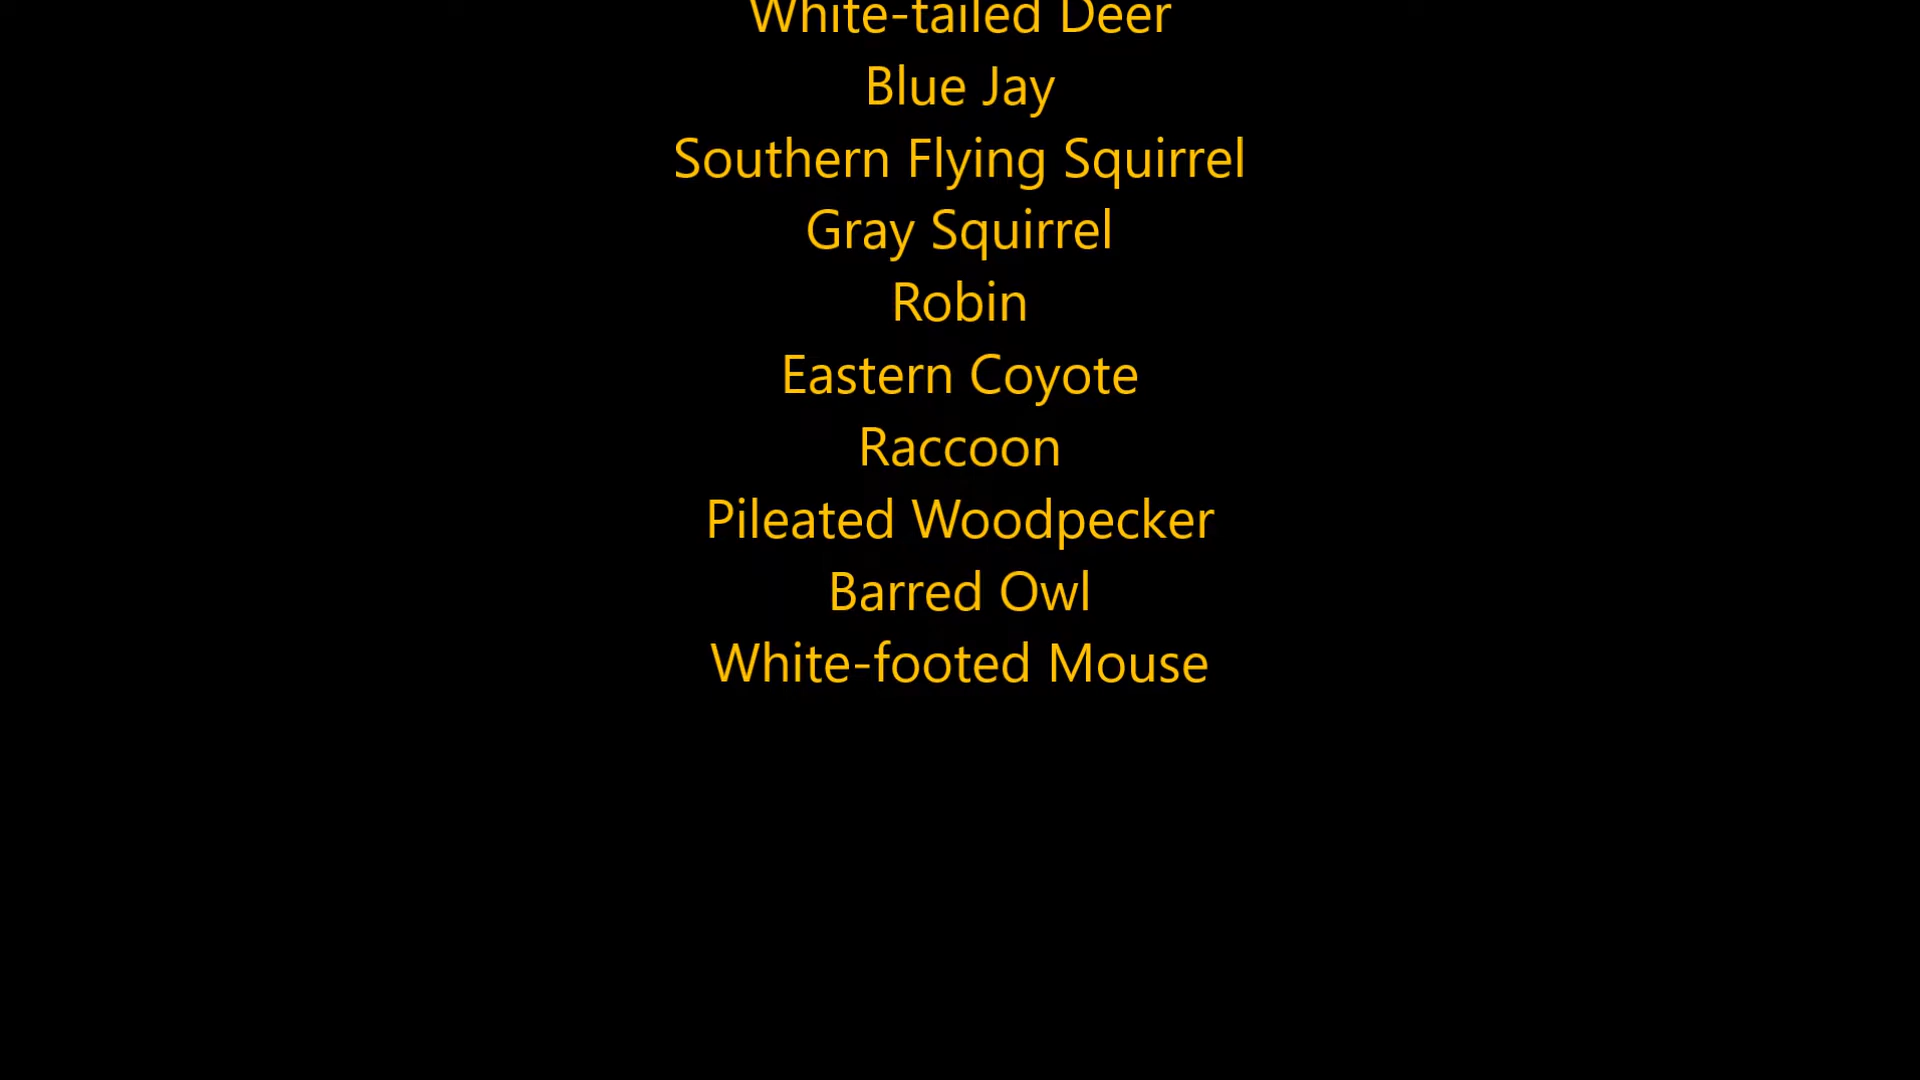 White-tailed Deer
Blue Jay
Southern Flying Squirrel
Gray Squirrel
Robin
Eastern Coyote
Raccoon
Pileated Woodpecker
Barred Owl
White-footed Mouse